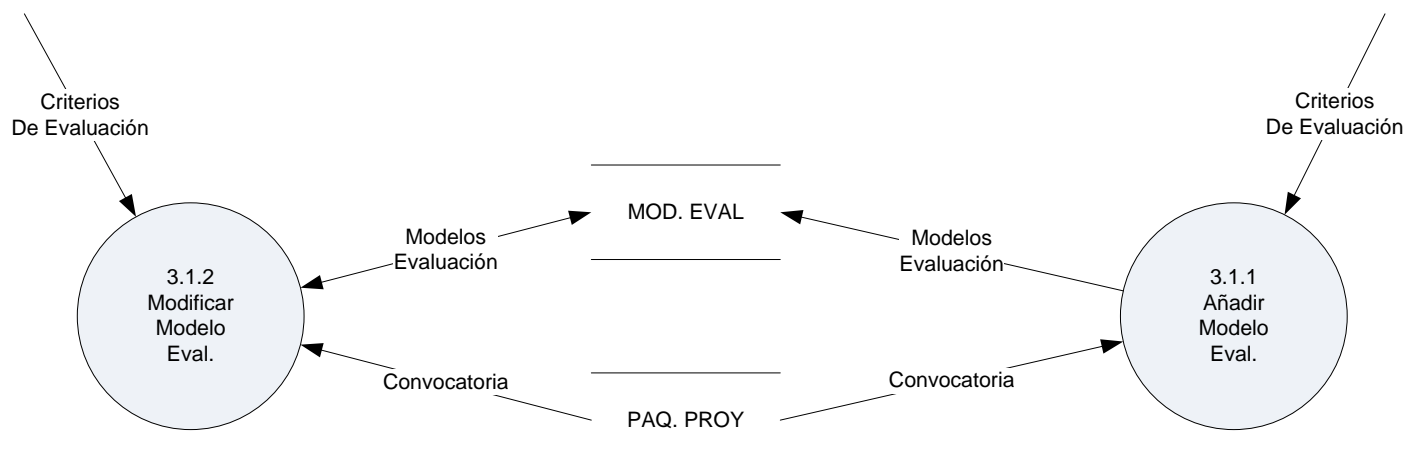 Criterios
De Evaluación
Criterios
De Evaluación
MOD. EVAL
Modelos
Evaluación
Modelos
Evaluación
3.1.2
Modificar
Modelo
Eval.
3.1.1
Añadir
Modelo
Eval.
Convocatoria
Convocatoria
PAQ. PROY